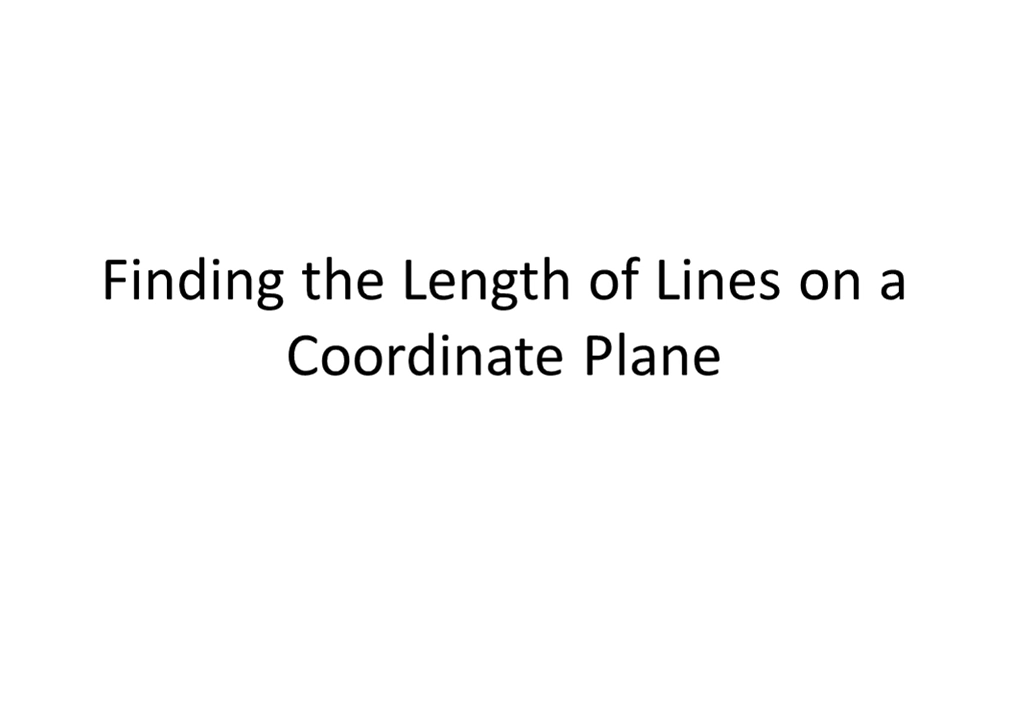 Finding the Length of Lines on a
Coordinate Plane